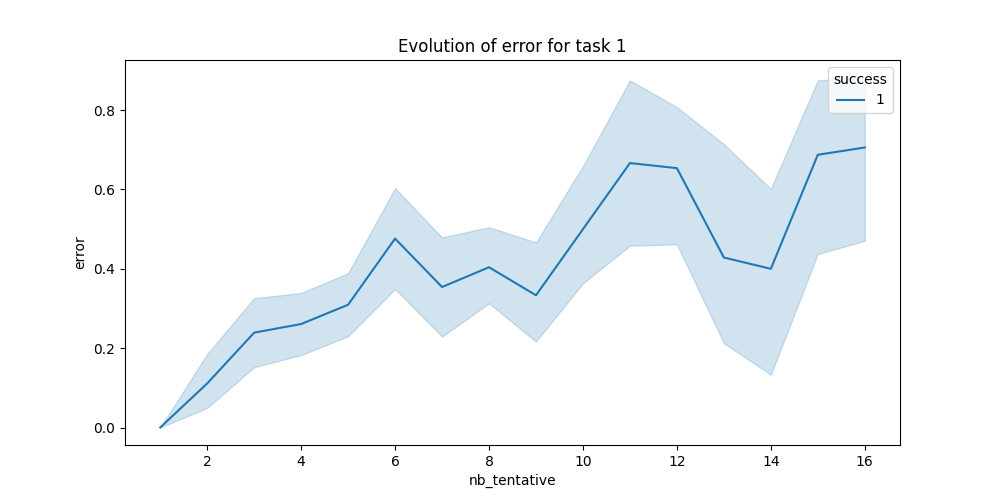 Evolution of error for task 1
success
1
error
0.8
0.6
0.4
0.2
0.0
2 4 6 8 10 12 14 16
nb_tentative